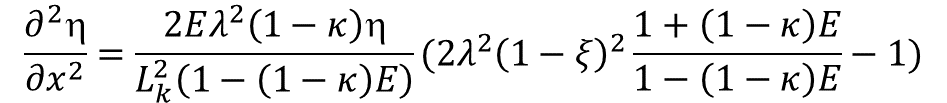 ∂²η/∂x² = 2Eλ²(1 − κ)η / L_k²(1 − (1 − κ)E) (2λ²(1 − ξ)² 1 + (1 − κ)E / 1 − (1 − κ)E − 1)